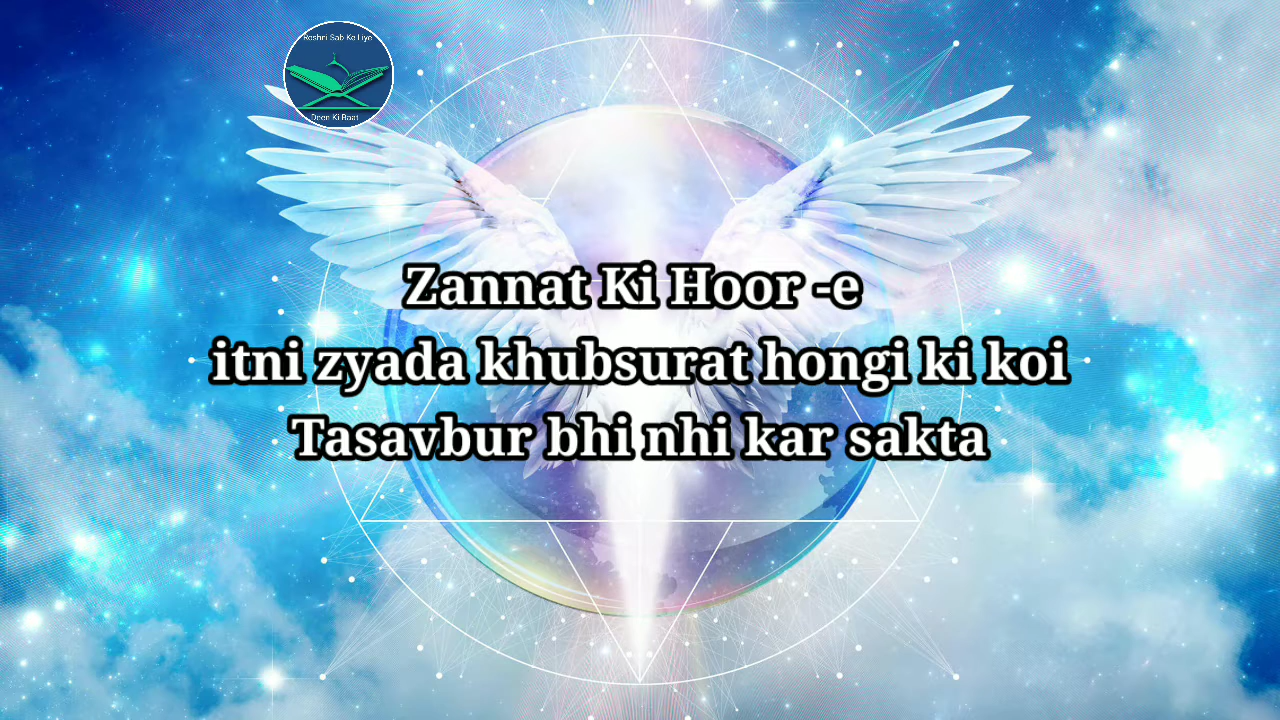 Roshni Sab Ke Liye
Deen Ki Baat
Zannat Ki Hoor -e
itni zyada khubsurat hongi ki koi
Tasavbur bhi nhi kar sakta